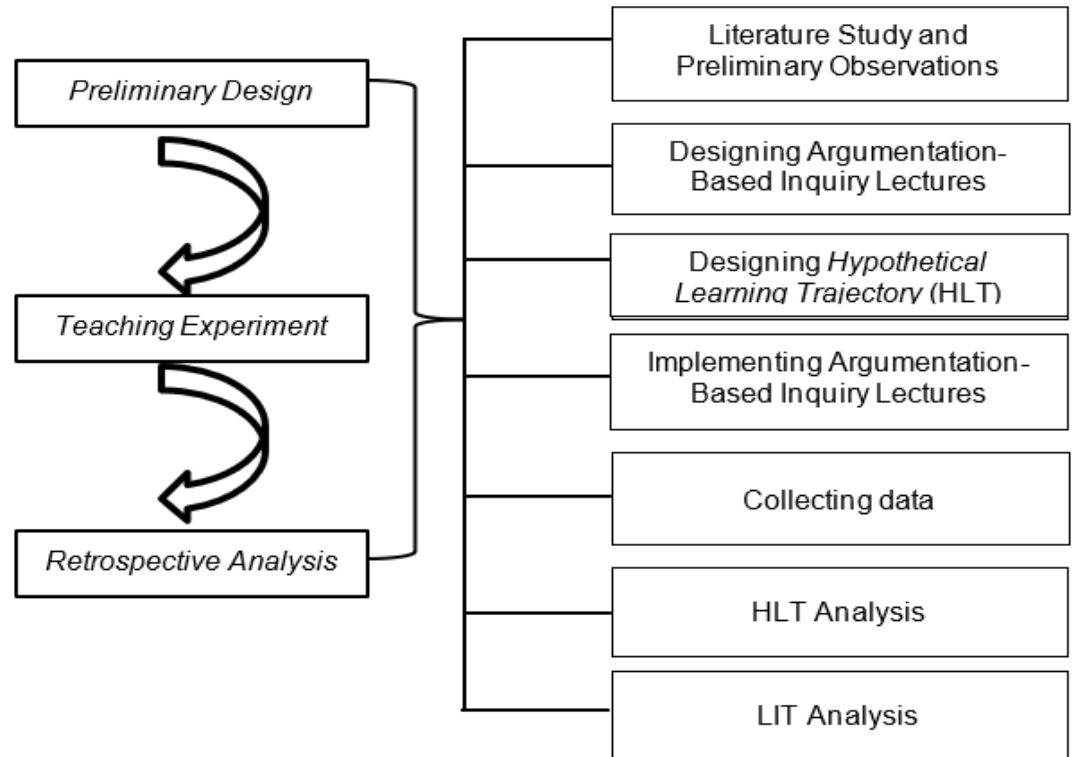 Preliminary Design
Teaching Experiment
Retrospective Analysis
Literature Study and
Preliminary Observations
Designing Argumentation-
Based Inquiry Lectures
Designing Hypothetical
Learning Trajectory (HLT)
Implementing Argumentation-
Based Inquiry Lectures
Collecting data
HLT Analysis
LIT Analysis